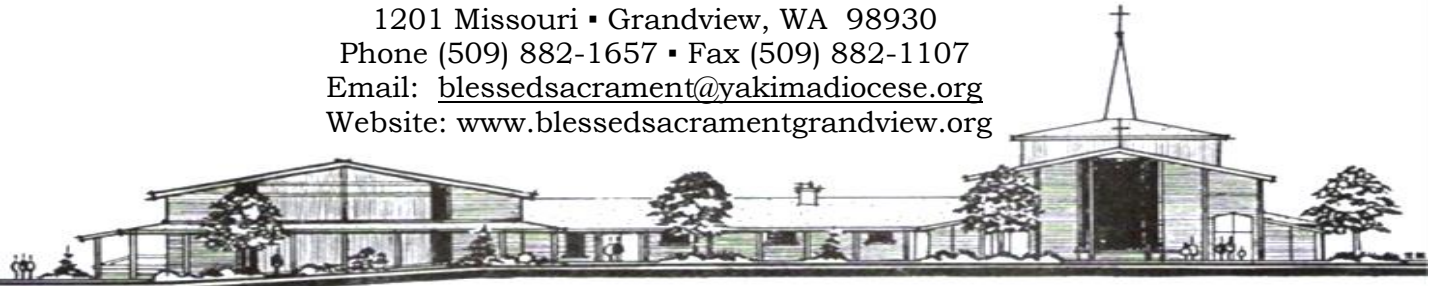 1201 Missouri ▪ Grandview, WA 98930
Phone (509) 882-1657 ▪ Fax (509) 882-1107
Email: blessedsacrament@yakimadiocese.org
Website: www.blessedsacramentgrandview.org